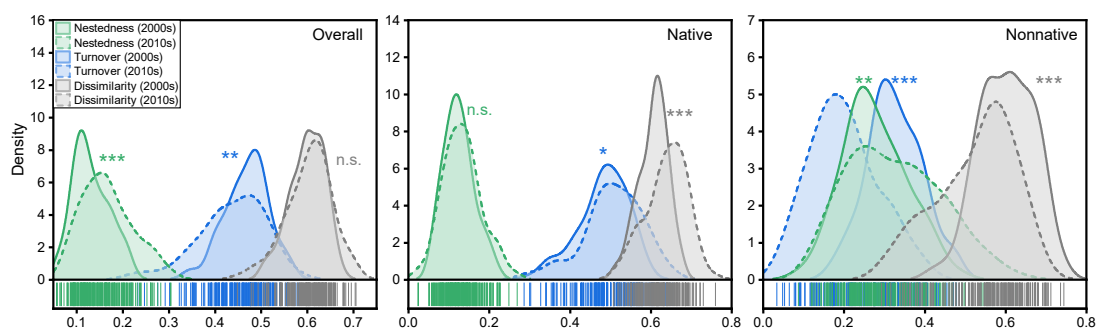 Overall
Native
Nonnative
Nestedness (2000s)
Nestedness (2010s)
Turnover (2000s)
Turnover (2010s)
Dissimilarity (2000s)
Dissimilarity (2010s)
Density
16
14
12
10
8
6
4
2
0
***
**
n.s.
0.1 0.2 0.3 0.4 0.5 0.6 0.7
14
12
10
8
6
4
2
0
n.s.
*
***
0.0 0.2 0.4 0.6 0.8
7
6
5
4
3
2
1
0
**
***
***
0.0 0.2 0.4 0.6 0.8